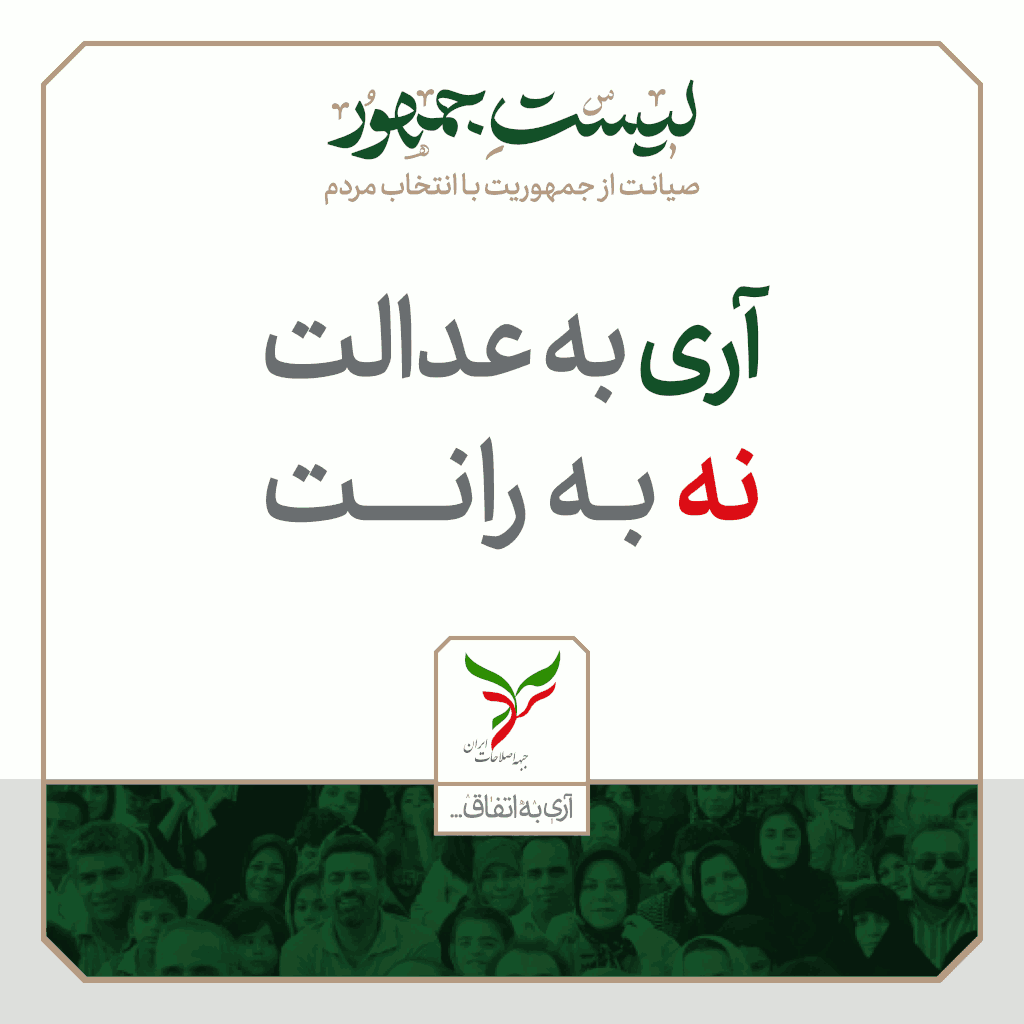 لیستِ جمهور
صیانت از جمهوریت با انتخاب مردم
آری به عدالت
نه به رانت
جبهه اصلاحات ایران
آری به اتفاق...